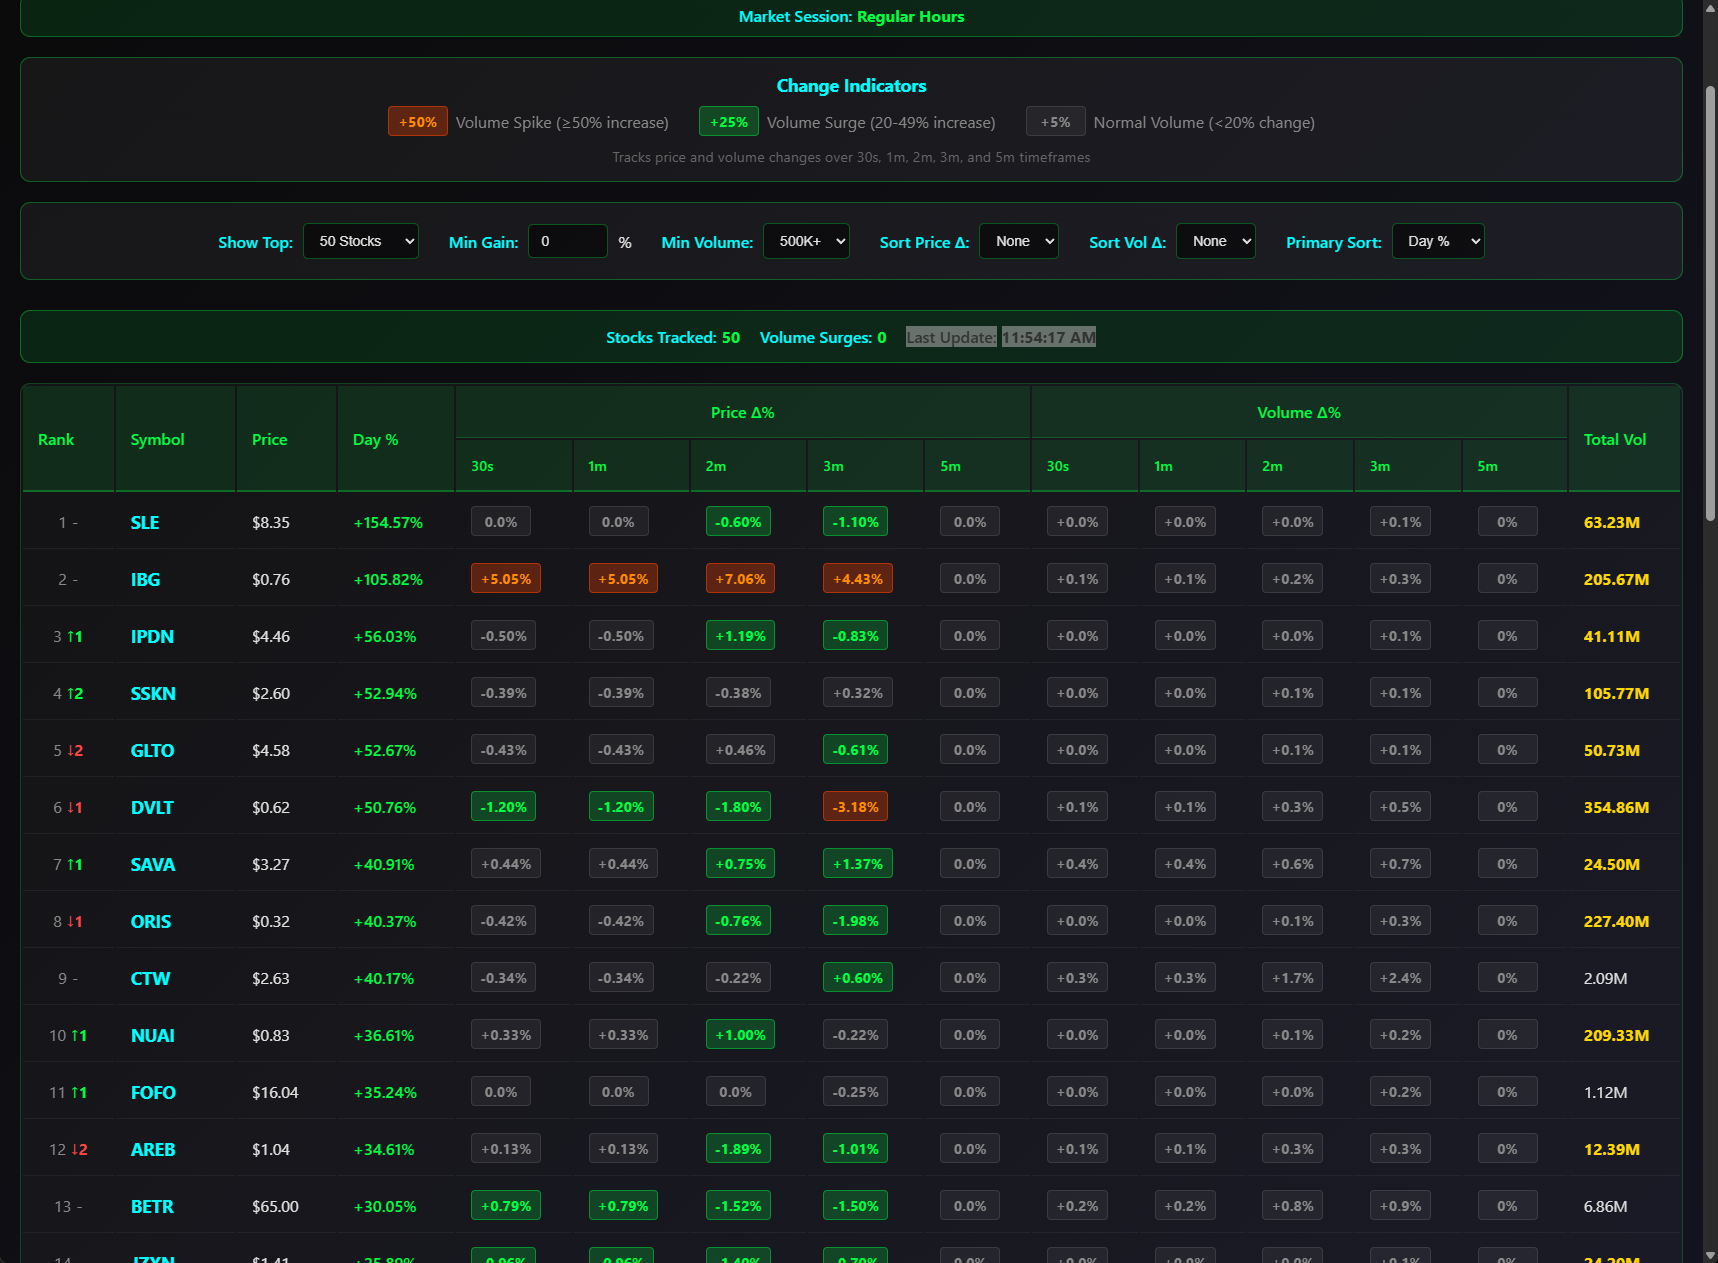 Market Session: Regular Hours
Change Indicators
+50% Volume Spike (≥50% increase) +25% Volume Surge (20-49% increase) +5% Normal Volume (<20% change)
Tracks price and volume changes over 30s, 1m, 2m, 3m, and 5m timeframes
Show Top: 50 Stocks Min Gain: 0 % Min Volume: 500K+ Sort Price Δ: None Sort Vol Δ: None Primary Sort: Day %
Stocks Tracked: 50 Volume Surges: 0 Last Update: 11:54:17 AM
Rank Symbol Price Day % Price Δ% Volume Δ% Total Vol
30s 1m 2m 3m 5m 30s 1m 2m 3m 5m
1 - SLE $8.35 +154.57% 0.0% 0.0% -0.60% -1.10% 0.0% +0.0% +0.0% +0.0% +0.1% 0% 63.23M
2 - IBG $0.76 +105.82% +5.05% +5.05% +7.06% +4.43% 0.0% +0.1% +0.1% +0.2% +0.3% 0% 205.67M
3 ↑1 IPDN $4.46 +56.03% -0.50% -0.50% +1.19% -0.83% 0.0% +0.0% +0.0% +0.0% +0.1% 0% 41.11M
4 ↑2 SSKN $2.60 +52.94% -0.39% -0.39% -0.38% +0.32% 0.0% +0.0% +0.0% +0.1% +0.1% 0% 105.77M
5 ↓2 GLTO $4.58 +52.67% -0.43% -0.43% +0.46% -0.61% 0.0% +0.0% +0.0% +0.1% +0.1% 0% 50.73M
6 ↓1 DVLT $0.62 +50.76% -1.20% -1.20% -1.80% -3.18% 0.0% +0.1% +0.1% +0.3% +0.5% 0% 354.86M
7 ↑1 SAVA $3.27 +40.91% +0.44% +0.44% +0.75% +1.37% 0.0% +0.4% +0.4% +0.6% +0.7% 0% 24.50M
8 ↓1 ORIS $0.32 +40.37% -0.42% -0.42% -0.76% -1.98% 0.0% +0.0% +0.0% +0.1% +0.3% 0% 227.40M
9 - CTW $2.63 +40.17% -0.34% -0.34% -0.22% +0.60% 0.0% +0.3% +0.3% +1.7% +2.4% 0% 2.09M
10 ↑1 NUAI $0.83 +36.61% +0.33% +0.33% +1.00% -0.22% 0.0% +0.0% +0.0% +0.1% +0.2% 0% 209.33M
11 ↑1 FOFO $16.04 +35.24% 0.0% 0.0% 0.0% -0.25% 0.0% +0.0% +0.0% +0.0% +0.2% 0% 1.12M
12 ↓2 AREB $1.04 +34.61% +0.13% +0.13% -1.89% -1.01% 0.0% +0.1% +0.1% +0.3% +0.3% 0% 12.39M
13 - BETR $65.00 +30.05% +0.79% +0.79% -1.52% -1.50% 0.0% +0.2% +0.2% +0.8% +0.9% 0% 6.86M